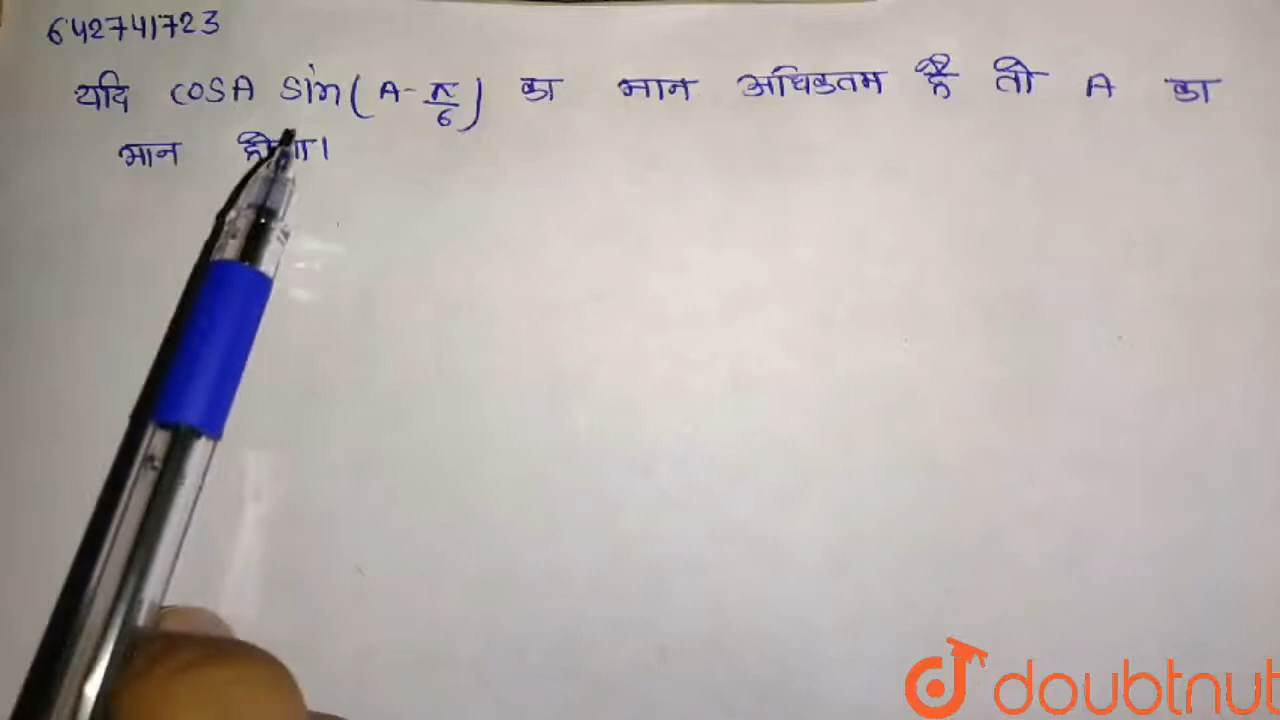 642741723
यदि cosA sin(A-π/6) का मान अधिकतम है तो A का
मान होगा।
doubtnut